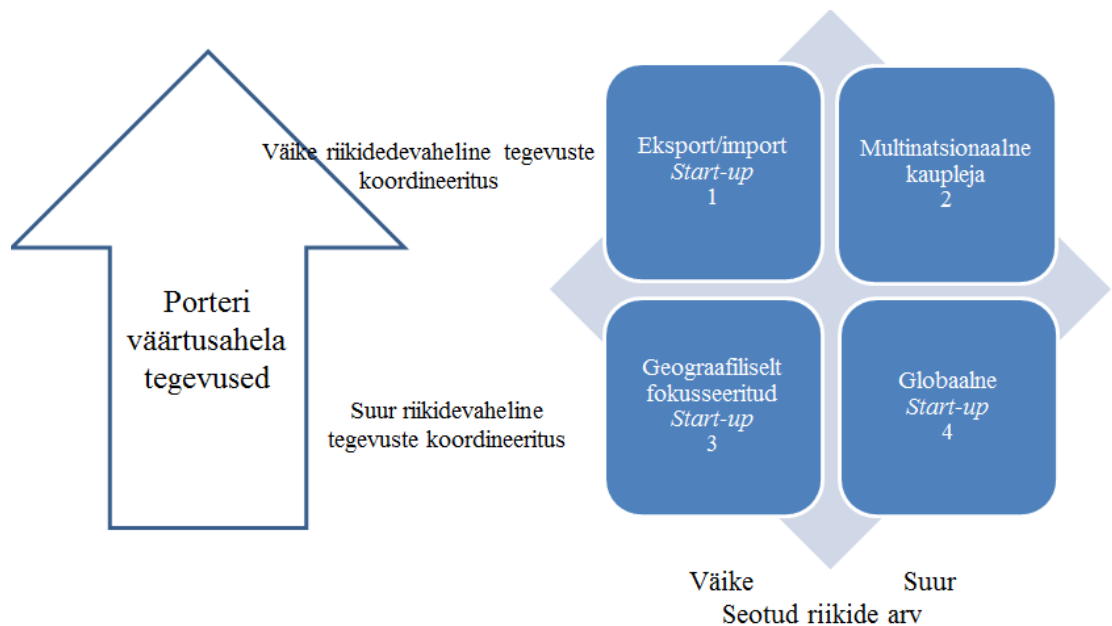 Porteri
väärtusahela
tegevused
Väike riikidedevaheline tegevuste
koordineeritus
Suur riikidevaheline
tegevuste koordineeritus
Eksport/import
Start-up
1
Multinatsionaalne
kaupleja
2
Geograafiliselt
fokusseeritud
Start-up
3
Globaalne
Start-up
4
Väike
Suur
Seotud riikide arv